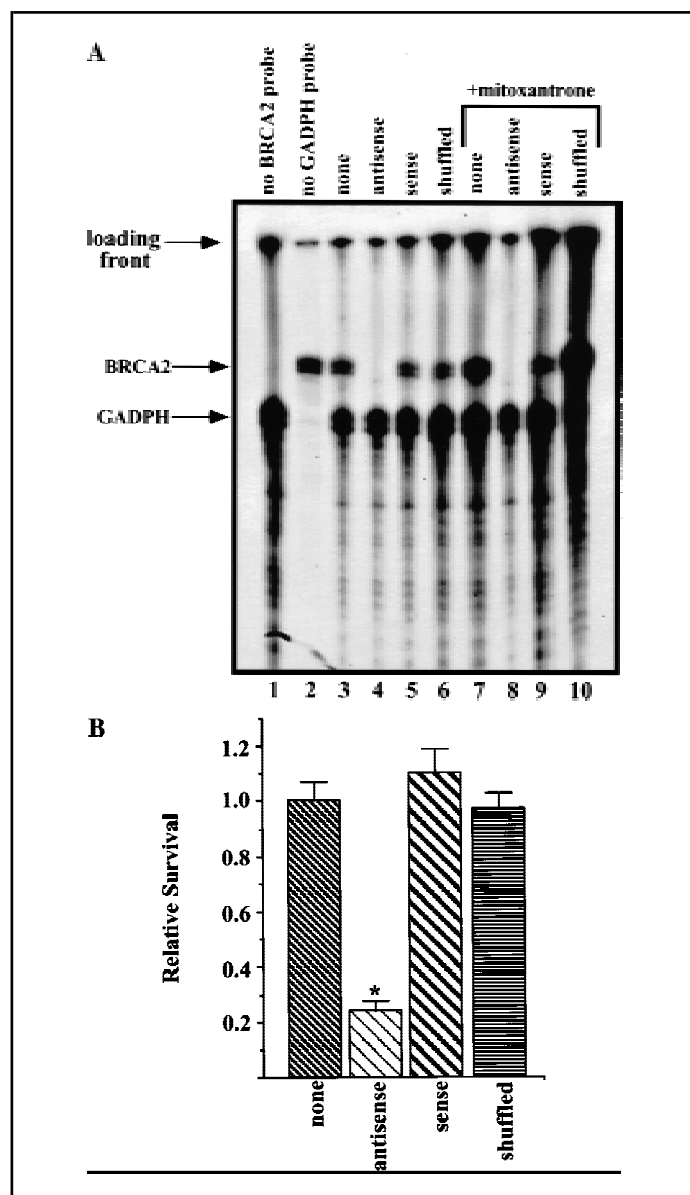 A
no BRCA2 probe
no GADPH probe
none
antisense
sense
shuffled
+mitoxantrone
none
antisense
sense
shuffled
loading
front
BRCA2
GADPH
1 2 3 4 5 6 7 8 9 10
B
Relative Survival
1.2
1.0
0.8
0.6
0.4
0.2
*
none
antisense
sense
shuffled